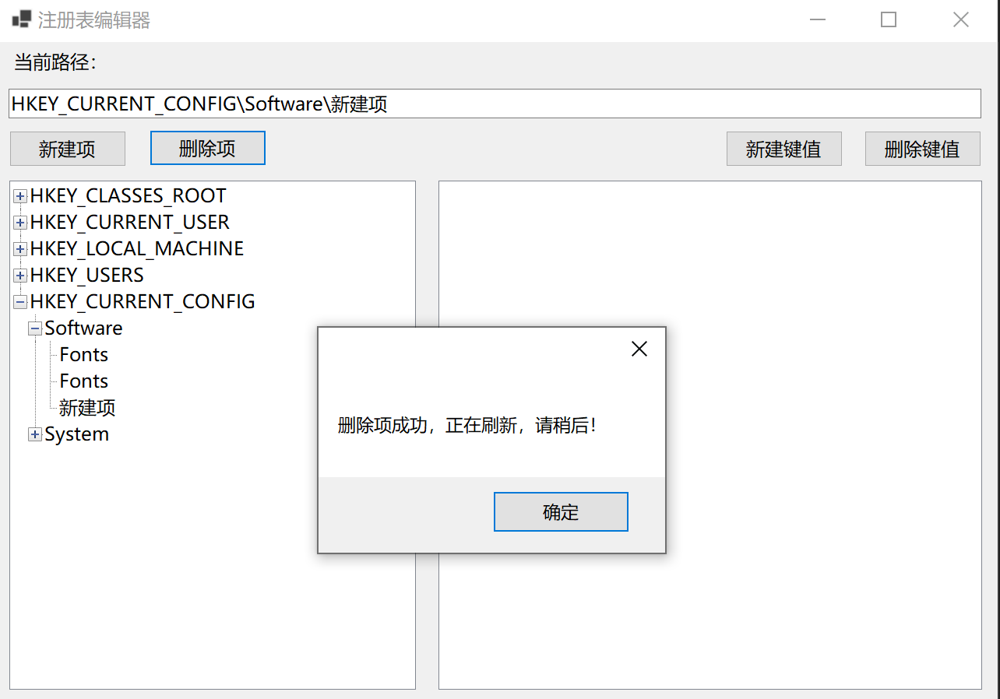 注册表编辑器
当前路径：
HKEY_CURRENT_CONFIG\Software\新建项
新建项 删除项 新建键值 删除键值
HKEY_CLASSES_ROOT
HKEY_CURRENT_USER
HKEY_LOCAL_MACHINE
HKEY_USERS
HKEY_CURRENT_CONFIG
Software
Fonts
Fonts
新建项
System
删除项成功，正在刷新，请稍后！
确定